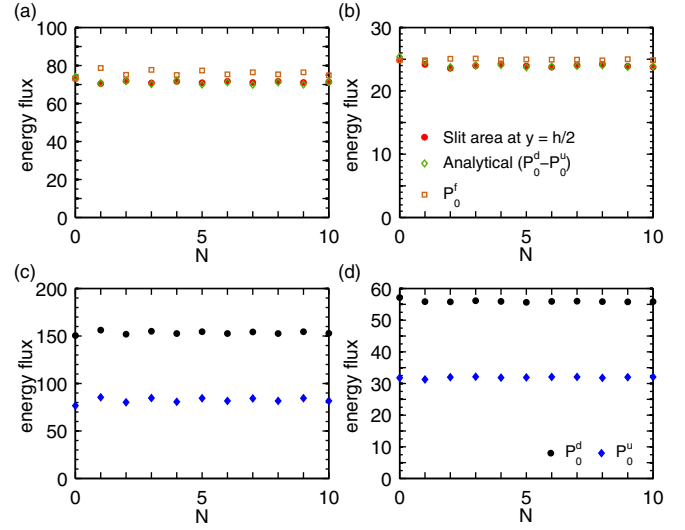 (a)
(b)
100
80
60
40
20
0
energy flux
0
5
10
N
30
20
10
0
energy flux
Slit area at y = h/2
Analytical (P₀ᵈ−P₀ᵘ)
P₀ᶠ
0
5
10
N
(c)
(d)
200
150
100
50
0
energy flux
0
5
10
N
60
50
40
30
20
10
0
energy flux
P₀ᵈ
P₀ᵘ
0
5
10
N